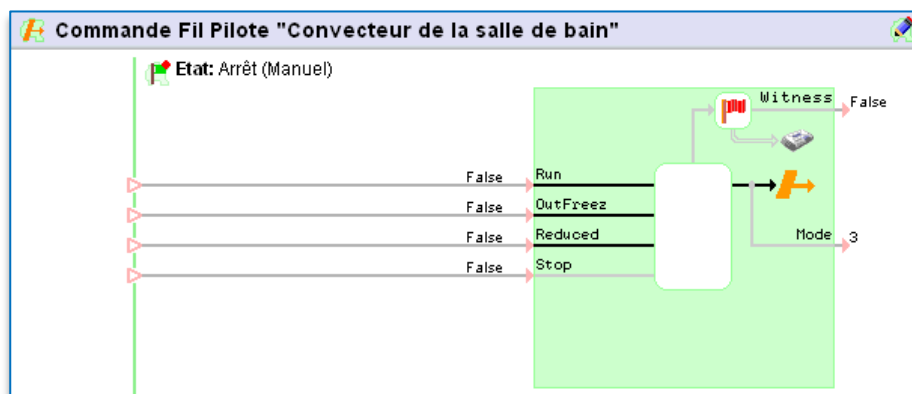 Commande Fil Pilote "Convecteur de la salle de bain"
Etat: Arrêt (Manuel)
Witness
False
False Run
False OutFreez
False Reduced
Mode 3
False Stop